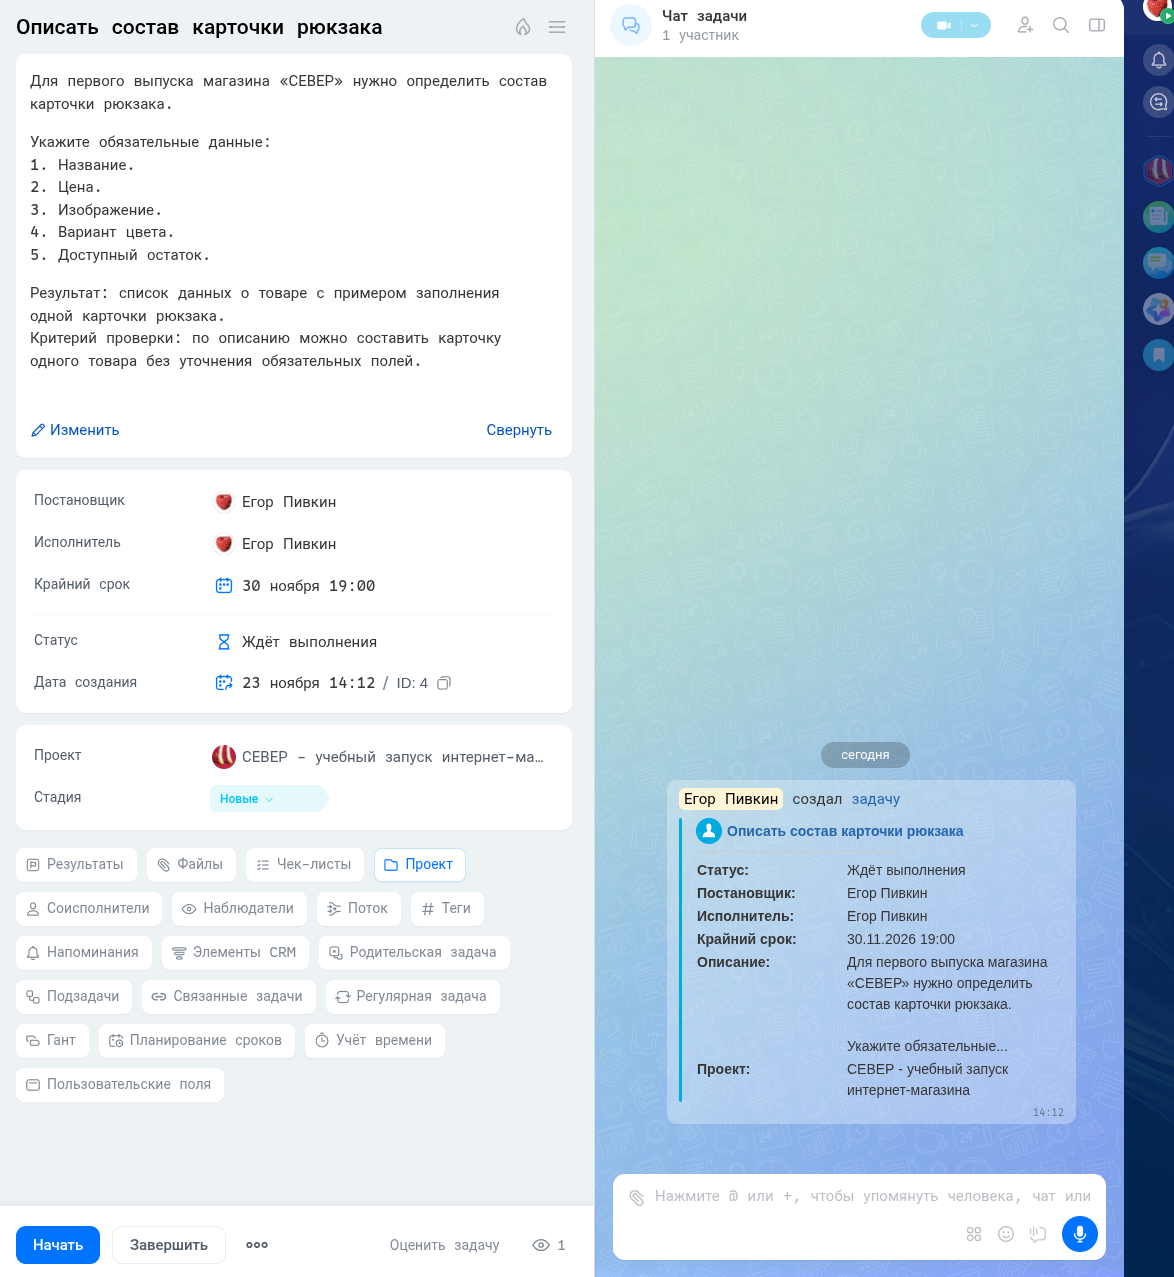 Описать состав карточки рюкзака
Для первого выпуска магазина «СЕВЕР» нужно определить состав
карточки рюкзака.
Укажите обязательные данные:
1. Название.
2. Цена.
3. Изображение.
4. Вариант цвета.
5. Доступный остаток.
Результат: список данных о товаре с примером заполнения
одной карточки рюкзака.
Критерий проверки: по описанию можно составить карточку
одного товара без уточнения обязательных полей.
Изменить
Свернуть
Постановщик
Егор Пивкин
Исполнитель
Егор Пивкин
Крайний срок
30 ноября 19:00
Статус
Ждёт выполнения
Дата создания
23 ноября 14:12 / ID: 4
Проект
СЕВЕР - учебный запуск интернет-ма…
Стадия
Новые
Результаты
Файлы
Чек-листы
Проект
Соисполнители
Наблюдатели
Поток
Теги
Напоминания
Элементы CRM
Родительская задача
Подзадачи
Связанные задачи
Регулярная задача
Гант
Планирование сроков
Учёт времени
Пользовательские поля
Начать
Завершить
Оценить задачу
1
Чат задачи
1 участник
сегодня
Егор Пивкин создал задачу
Описать состав карточки рюкзака
Статус: Ждёт выполнения
Постановщик: Егор Пивкин
Исполнитель: Егор Пивкин
Крайний срок: 30.11.2026 19:00
Описание: Для первого выпуска магазина
«СЕВЕР» нужно определить
состав карточки рюкзака.
Укажите обязательные...
Проект: СЕВЕР - учебный запуск
интернет-магазина
14:12
Нажмите @ или +, чтобы упомянуть человека, чат или